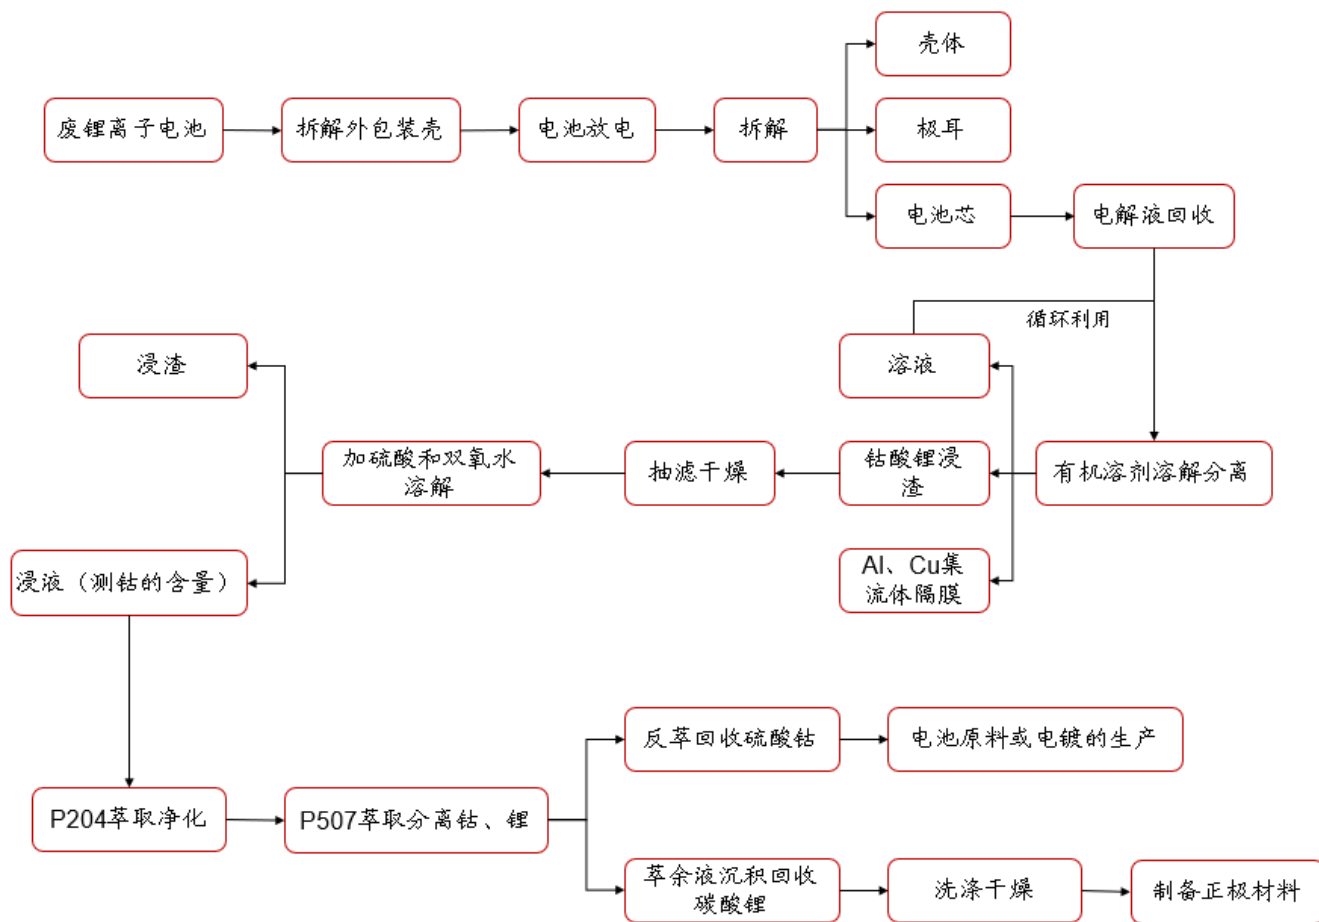 壳体
废锂离子电池
拆解外包装壳
电池放电
拆解
极耳
电池芯
电解液回收
循环利用
浸渣
溶液
加硫酸和双氧水
溶解
抽滤干燥
钴酸锂浸
渣
有机溶剂溶解分离
浸液（测钴的含量）
Al、Cu集
流体隔膜
反萃回收硫酸钴
电池原料或电镀的生产
P204萃取净化
P507萃取分离钴、锂
萃余液沉积回收
碳酸锂
洗涤干燥
制备正极材料